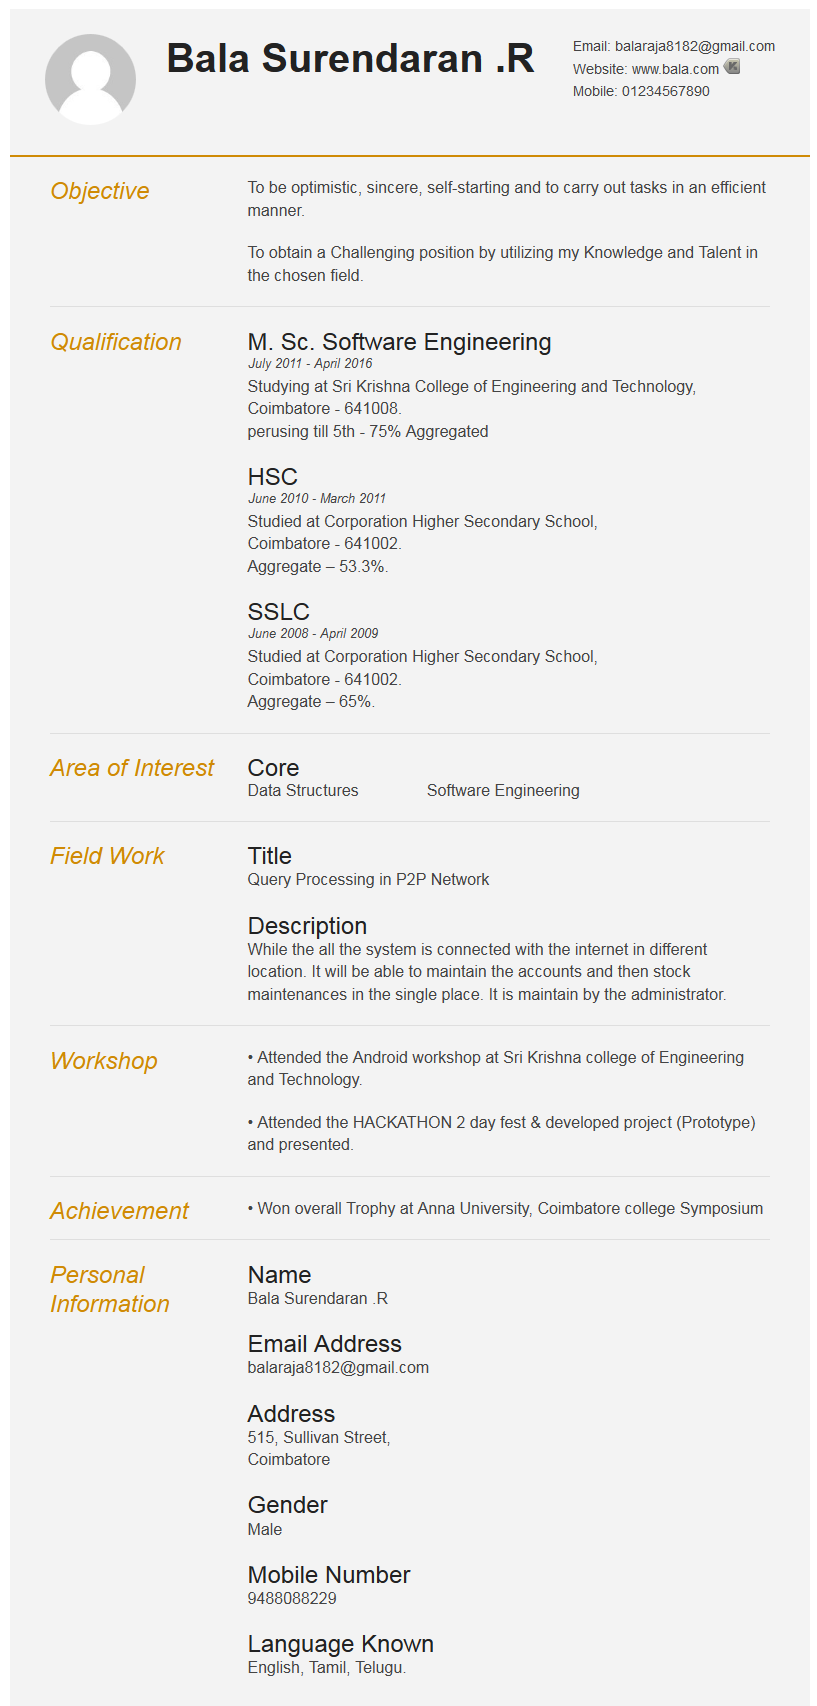 Bala Surendaran .R
Email: balaraja8182@gmail.com
Website: www.bala.com
Mobile: 01234567890
Objective
To be optimistic, sincere, self-starting and to carry out tasks in an efficient
manner.
To obtain a Challenging position by utilizing my Knowledge and Talent in
the chosen field.
Qualification
M. Sc. Software Engineering
July 2011 - April 2016
Studying at Sri Krishna College of Engineering and Technology,
Coimbatore - 641008.
perusing till 5th - 75% Aggregated
HSC
June 2010 - March 2011
Studied at Corporation Higher Secondary School,
Coimbatore - 641002.
Aggregate – 53.3%.
SSLC
June 2008 - April 2009
Studied at Corporation Higher Secondary School,
Coimbatore - 641002.
Aggregate – 65%.
Area of Interest
Core
Data Structures Software Engineering
Field Work
Title
Query Processing in P2P Network
Description
While the all the system is connected with the internet in different
location. It will be able to maintain the accounts and then stock
maintenances in the single place. It is maintain by the administrator.
Workshop
• Attended the Android workshop at Sri Krishna college of Engineering
and Technology.
• Attended the HACKATHON 2 day fest & developed project (Prototype)
and presented.
Achievement
• Won overall Trophy at Anna University, Coimbatore college Symposium
Personal
Information
Name
Bala Surendaran .R
Email Address
balaraja8182@gmail.com
Address
515, Sullivan Street,
Coimbatore
Gender
Male
Mobile Number
9488088229
Language Known
English, Tamil, Telugu.